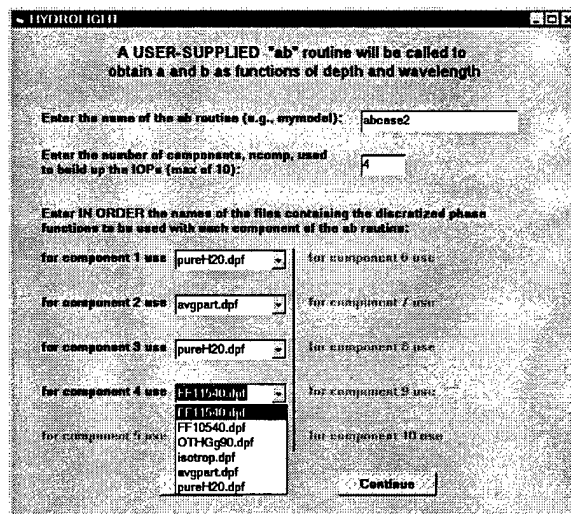 HYDROLIGHT
A USER-SUPPLIED "ab" routine will be called to
obtain a and b as functions of depth and wavelength
Enter the name of the ab routine (e.g., mymodel):
abcase2
Enter the number of components, ncomp, used
to build up the IOPs (max of 10):
4
Enter IN ORDER the names of the files containing the discretized phase
functions to be used with each component of the ab routine:
for component 1 use pureH20.dpf for component 6 use
for component 2 use avgpart.dpf for component 7 use
for component 3 use pureH20.dpf for component 8 use
for component 4 use FF11540.dpf for component 9 use
FF11540.dpf
FF10540.dpf
for component 5 use OTHGg90.dpf for component 10 use
isotrop.dpf
avgpart.dpf
pureH20.dpf
Continue